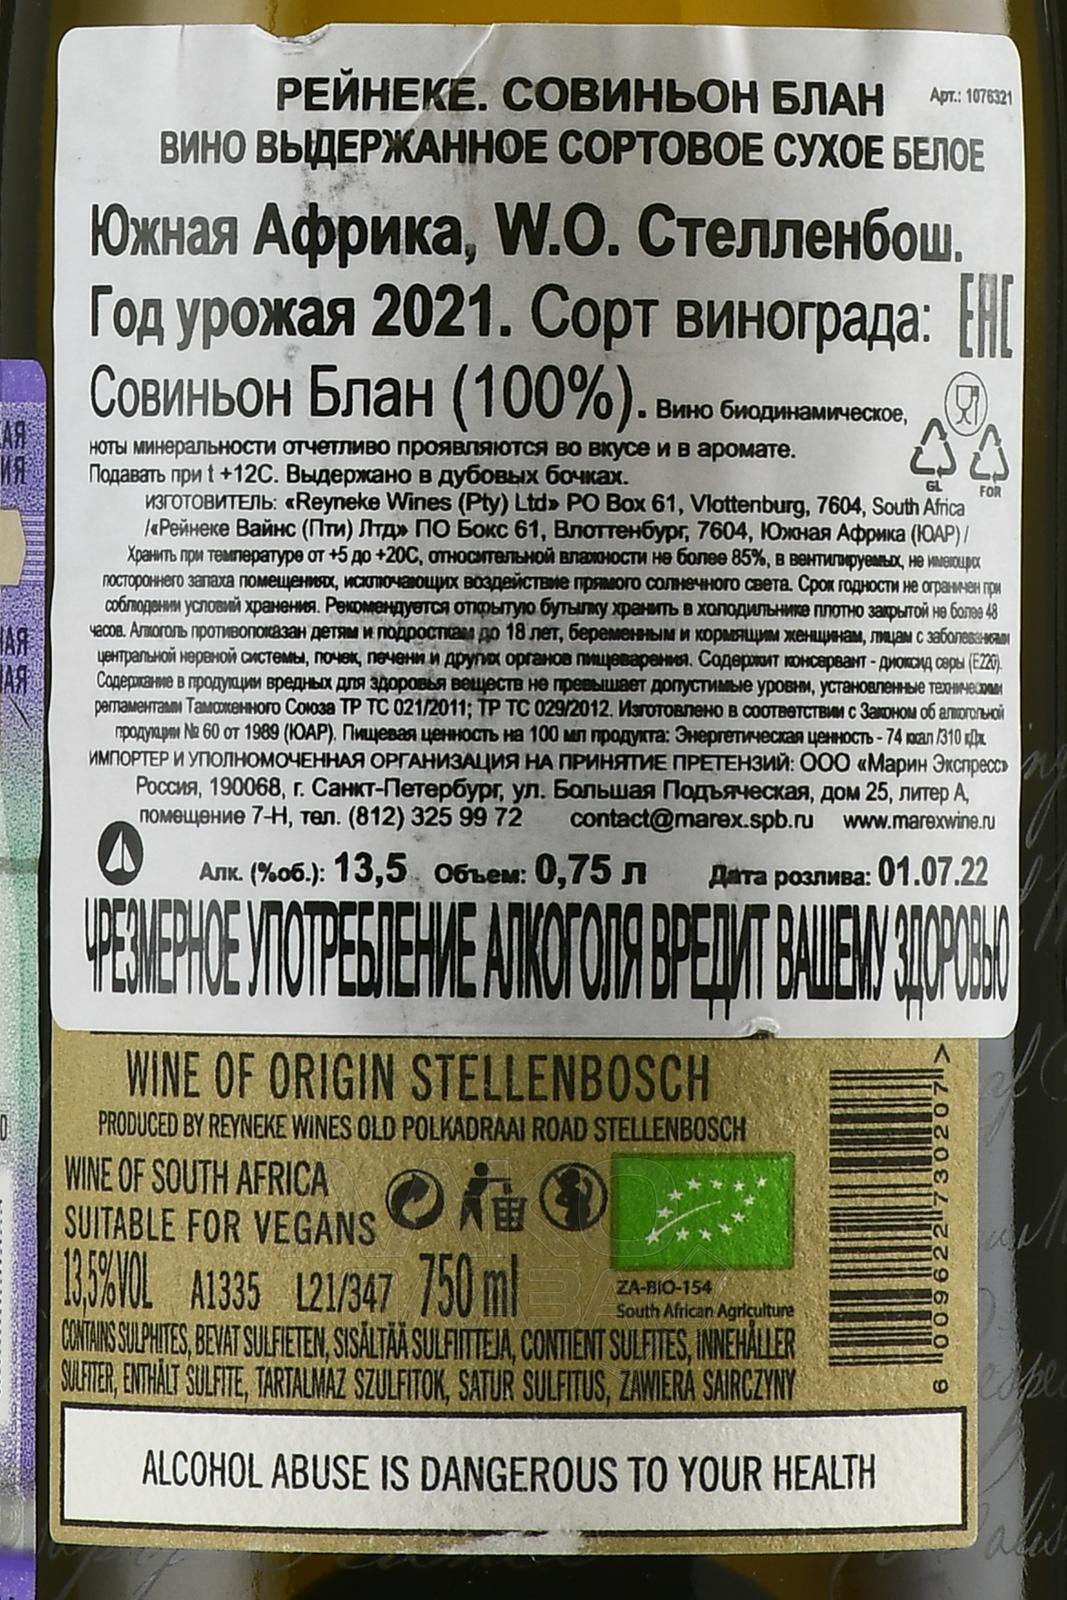 РЕЙНЕКЕ. СОВИНЬОН БЛАН
Арт.: 1076321
ВИНО ВЫДЕРЖАННОЕ СОРТОВОЕ СУХОЕ БЕЛОЕ
Южная Африка, W.O. Стелленбош.
Год урожая 2021. Сорт винограда:
EAC
Совиньон Блан (100%). Вино биодинамическое,
ноты минеральности отчетливо проявляются во вкусе и в аромате.
Подавать при t +12С. Выдержано в дубовых бочках.
GL
FOR
ИЗГОТОВИТЕЛЬ: «Reyneke Wines (Pty) Ltd» PO Box 61, Vlottenburg, 7604, South Africa
/«Рейнеке Вайнс (Пти) Лтд» ПО Бокс 61, Влоттенбург, 7604, Южная Африка (ЮАР) /
Хранить при температуре от +5 до +20С, относительной влажности не более 85%, в вентилируемых, не имеющих
постороннего запаха помещениях, исключающих воздействие прямого солнечного света. Срок годности не ограничен при
соблюдении условий хранения. Рекомендуется открытую бутылку хранить в холодильнике плотно закрытой не более 48
часов. Алкоголь противопоказан детям и подросткам до 18 лет, беременным и кормящим женщинам, лицам с заболеваниями
центральной нервной системы, почек, печени и других органов пищеварения. Содержит консервант - диоксид серы (Е220).
Содержание в продукции вредных для здоровья веществ не превышает допустимые уровни, установленные техническими
регламентами Таможенного Союза ТР ТС 021/2011; ТР ТС 029/2012. Изготовлено в соответствии с Законом об алкогольной
продукции № 60 от 1989 (ЮАР). Пищевая ценность на 100 мл продукта: Энергетическая ценность - 74 ккал /310 кДж.
ИМПОРТЕР И УПОЛНОМОЧЕННАЯ ОРГАНИЗАЦИЯ НА ПРИНЯТИЕ ПРЕТЕНЗИЙ: ООО «Марин Экспресс»
Россия, 190068, г. Санкт-Петербург, ул. Большая Подъяческая, дом 25, литер А,
помещение 7-Н, тел. (812) 325 99 72 contact@marex.spb.ru www.marexwine.ru
Алк. (%об.): 13,5 Объем: 0,75 л Дата розлива: 01.07.22
ЧРЕЗМЕРНОЕ УПОТРЕБЛЕНИЕ АЛКОГОЛЯ ВРЕДИТ ВАШЕМУ ЗДОРОВЬЮ
WINE OF ORIGIN STELLENBOSCH
PRODUCED BY REYNEKE WINES OLD POLKADRAAI ROAD STELLENBOSCH
WINE OF SOUTH AFRICA
SUITABLE FOR VEGANS
13,5%VOL A1335 L21/347 750 ml
ZA-BIO-154
South African Agriculture
6 009622 730207 >
CONTAINS SULPHITES, BEVAT SULFIETEN, SISÄLTÄÄ SULFIITTEJA, CONTIENT SULFITES, INNEHÅLLER
SULFITER, ENTHÄLT SULFITE, TARTALMAZ SZULFITOK, SATUR SULFITUS, ZAWIERA SAIRCZYNY
ALCOHOL ABUSE IS DANGEROUS TO YOUR HEALTH